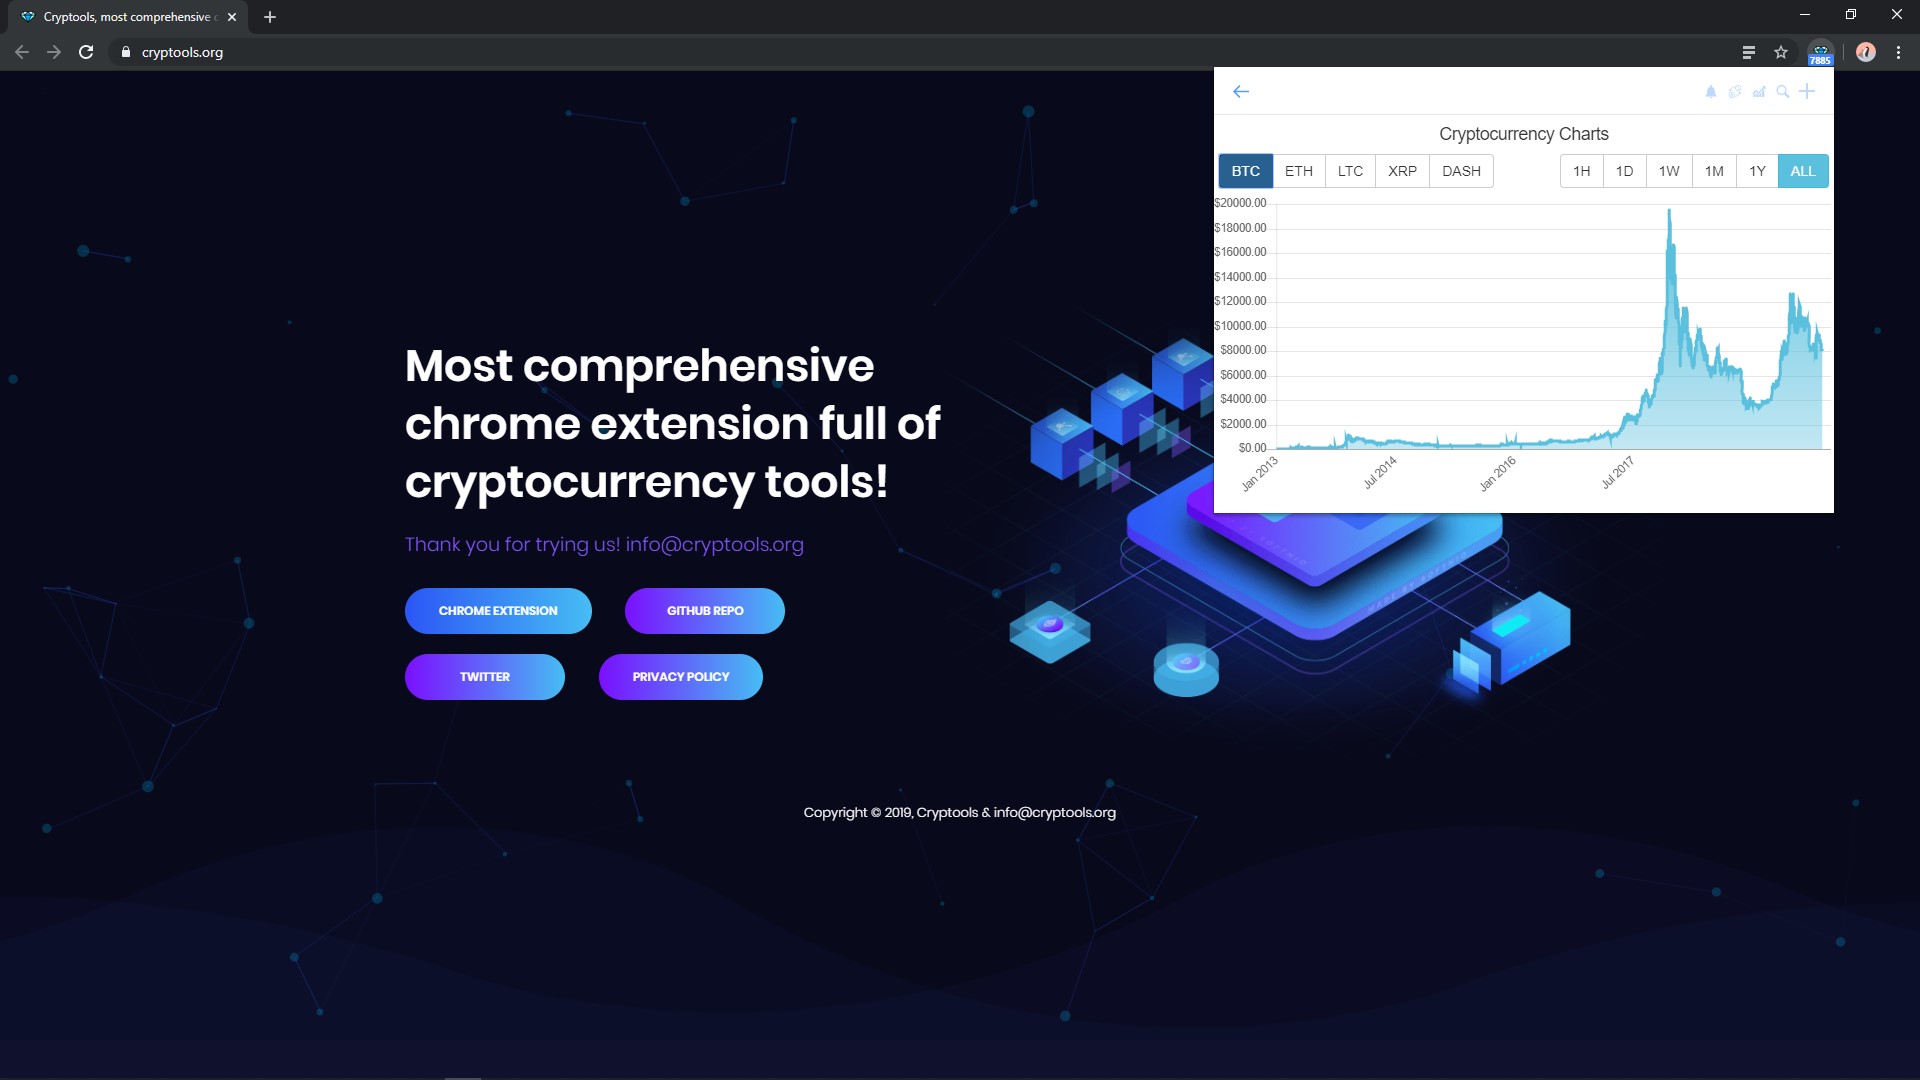 Cryptools, most comprehensive
cryptools.org
7885
Cryptocurrency Charts
BTC ETH LTC XRP DASH 1H 1D 1W 1M 1Y ALL
$20000.00
$18000.00
$16000.00
$14000.00
$12000.00
$10000.00
$8000.00
$6000.00
$4000.00
$2000.00
$0.00
Jan 2013 Jul 2014 Jan 2016 Jul 2017
Most comprehensive
chrome extension full of
cryptocurrency tools!
Thank you for trying us! info@cryptools.org
CHROME EXTENSION GITHUB REPO
TWITTER PRIVACY POLICY
MADE BY SOFTNIO
Copyright © 2019, Cryptools & info@cryptools.org